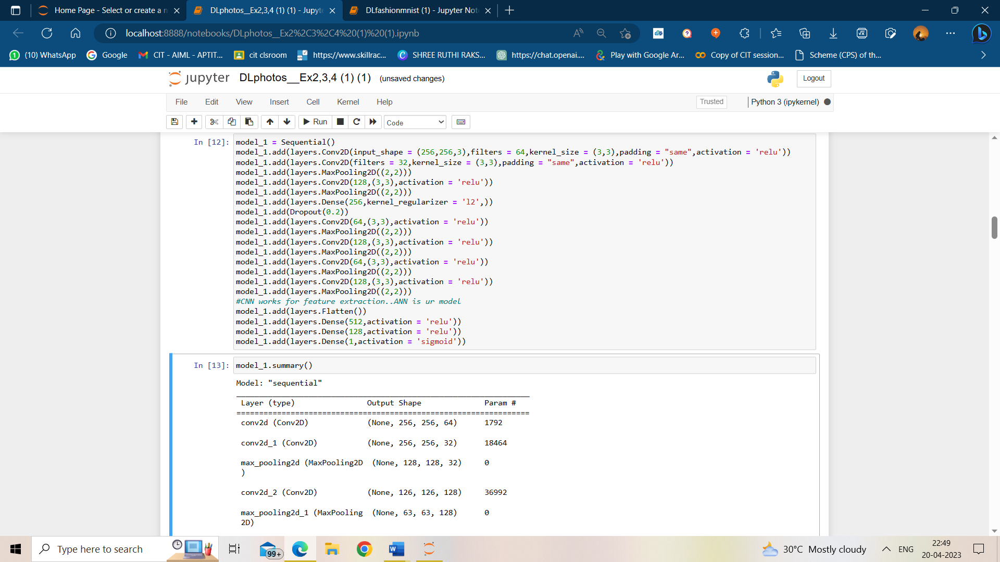 Home Page - Select or create a n
DLphotos__Ex2,3,4 (1) (1) - Jupyte
DLfashionmnist (1) - Jupyter Not
localhost:8888/notebooks/DLphotos__Ex2%2C3%2C4%20(1)%20(1).ipynb
(10) WhatsApp
Google
CIT - AIML - APTIT...
cit clsroom
https://www.skillrac...
SHREE RUTHI RAKS...
https://chat.openai....
Play with Google Ar...
Copy of CIT session...
Scheme (CPS) of th...
jupyter DLphotos__Ex2,3,4 (1) (1) (unsaved changes)
Logout
File Edit View Insert Cell Kernel Help
Trusted
Python 3 (ipykernel)
Run
Code
In [12]:
model_1 = Sequential()
model_1.add(layers.Conv2D(input_shape = (256,256,3),filters = 64,kernel_size = (3,3),padding = "same",activation = 'relu'))
model_1.add(layers.Conv2D(filters = 32,kernel_size = (3,3),padding = "same",activation = 'relu'))
model_1.add(layers.MaxPooling2D((2,2)))
model_1.add(layers.Conv2D(128,(3,3),activation = 'relu'))
model_1.add(layers.MaxPooling2D((2,2)))
model_1.add(layers.Dense(256,kernel_regularizer = 'l2',))
model_1.add(Dropout(0.2))
model_1.add(layers.Conv2D(64,(3,3),activation = 'relu'))
model_1.add(layers.MaxPooling2D((2,2)))
model_1.add(layers.Conv2D(128,(3,3),activation = 'relu'))
model_1.add(layers.MaxPooling2D((2,2)))
model_1.add(layers.Conv2D(64,(3,3),activation = 'relu'))
model_1.add(layers.MaxPooling2D((2,2)))
model_1.add(layers.Conv2D(128,(3,3),activation = 'relu'))
model_1.add(layers.MaxPooling2D((2,2)))
#CNN works for feature extraction..ANN is ur model
model_1.add(layers.Flatten())
model_1.add(layers.Dense(512,activation = 'relu'))
model_1.add(layers.Dense(128,activation = 'relu'))
model_1.add(layers.Dense(1,activation = 'sigmoid'))
In [13]:
model_1.summary()
Model: "sequential"
Layer (type) Output Shape Param #
=================================================================
conv2d (Conv2D) (None, 256, 256, 64) 1792
conv2d_1 (Conv2D) (None, 256, 256, 32) 18464
max_pooling2d (MaxPooling2D (None, 128, 128, 32) 0
)
conv2d_2 (Conv2D) (None, 126, 126, 128) 36992
max_pooling2d_1 (MaxPooling (None, 63, 63, 128) 0
2D)
Type here to search
99+
30°C Mostly cloudy
ENG
22:49
20-04-2023